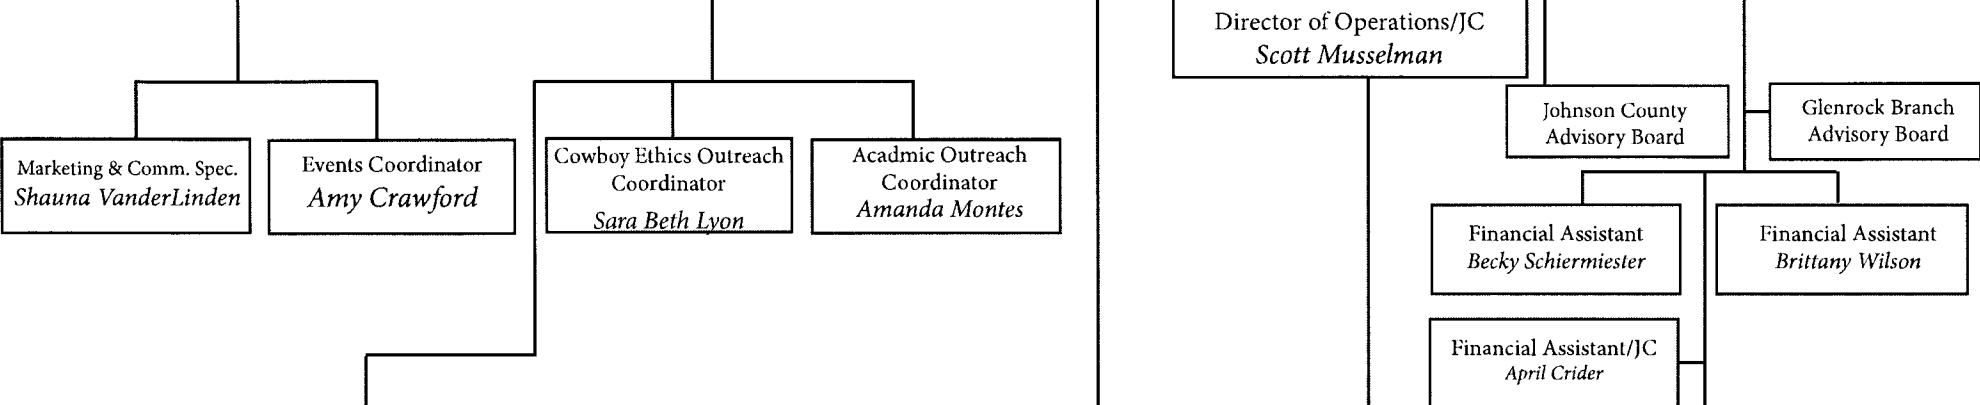 Director of Operations/JC
Scott Musselman
Johnson County
Advisory Board
Glenrock Branch
Advisory Board
Marketing & Comm. Spec.
Shauna VanderLinden
Events Coordinator
Amy Crawford
Cowboy Ethics Outreach
Coordinator
Sara Beth Lyon
Acadmic Outreach
Coordinator
Amanda Montes
Financial Assistant
Becky Schiermiester
Financial Assistant
Brittany Wilson
Financial Assistant/JC
April Crider